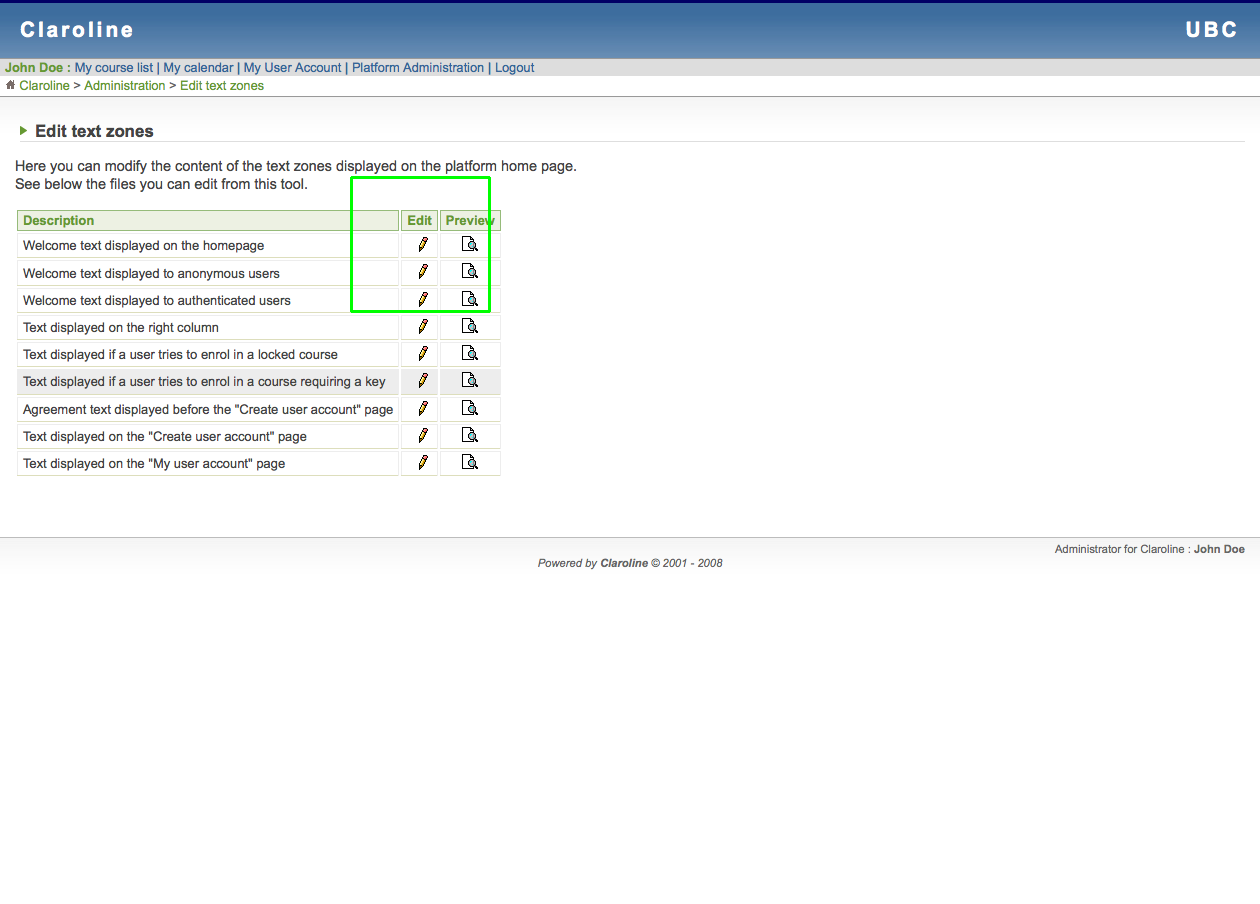 Claroline UBC
John Doe : My course list | My calendar | My User Account | Platform Administration | Logout
Claroline > Administration > Edit text zones
Edit text zones
Here you can modify the content of the text zones displayed on the platform home page.
See below the files you can edit from this tool.
Description Edit Preview
Welcome text displayed on the homepage
Welcome text displayed to anonymous users
Welcome text displayed to authenticated users
Text displayed on the right column
Text displayed if a user tries to enrol in a locked course
Text displayed if a user tries to enrol in a course requiring a key
Agreement text displayed before the "Create user account" page
Text displayed on the "Create user account" page
Text displayed on the "My user account" page
Administrator for Claroline : John Doe
Powered by Claroline © 2001 - 2008